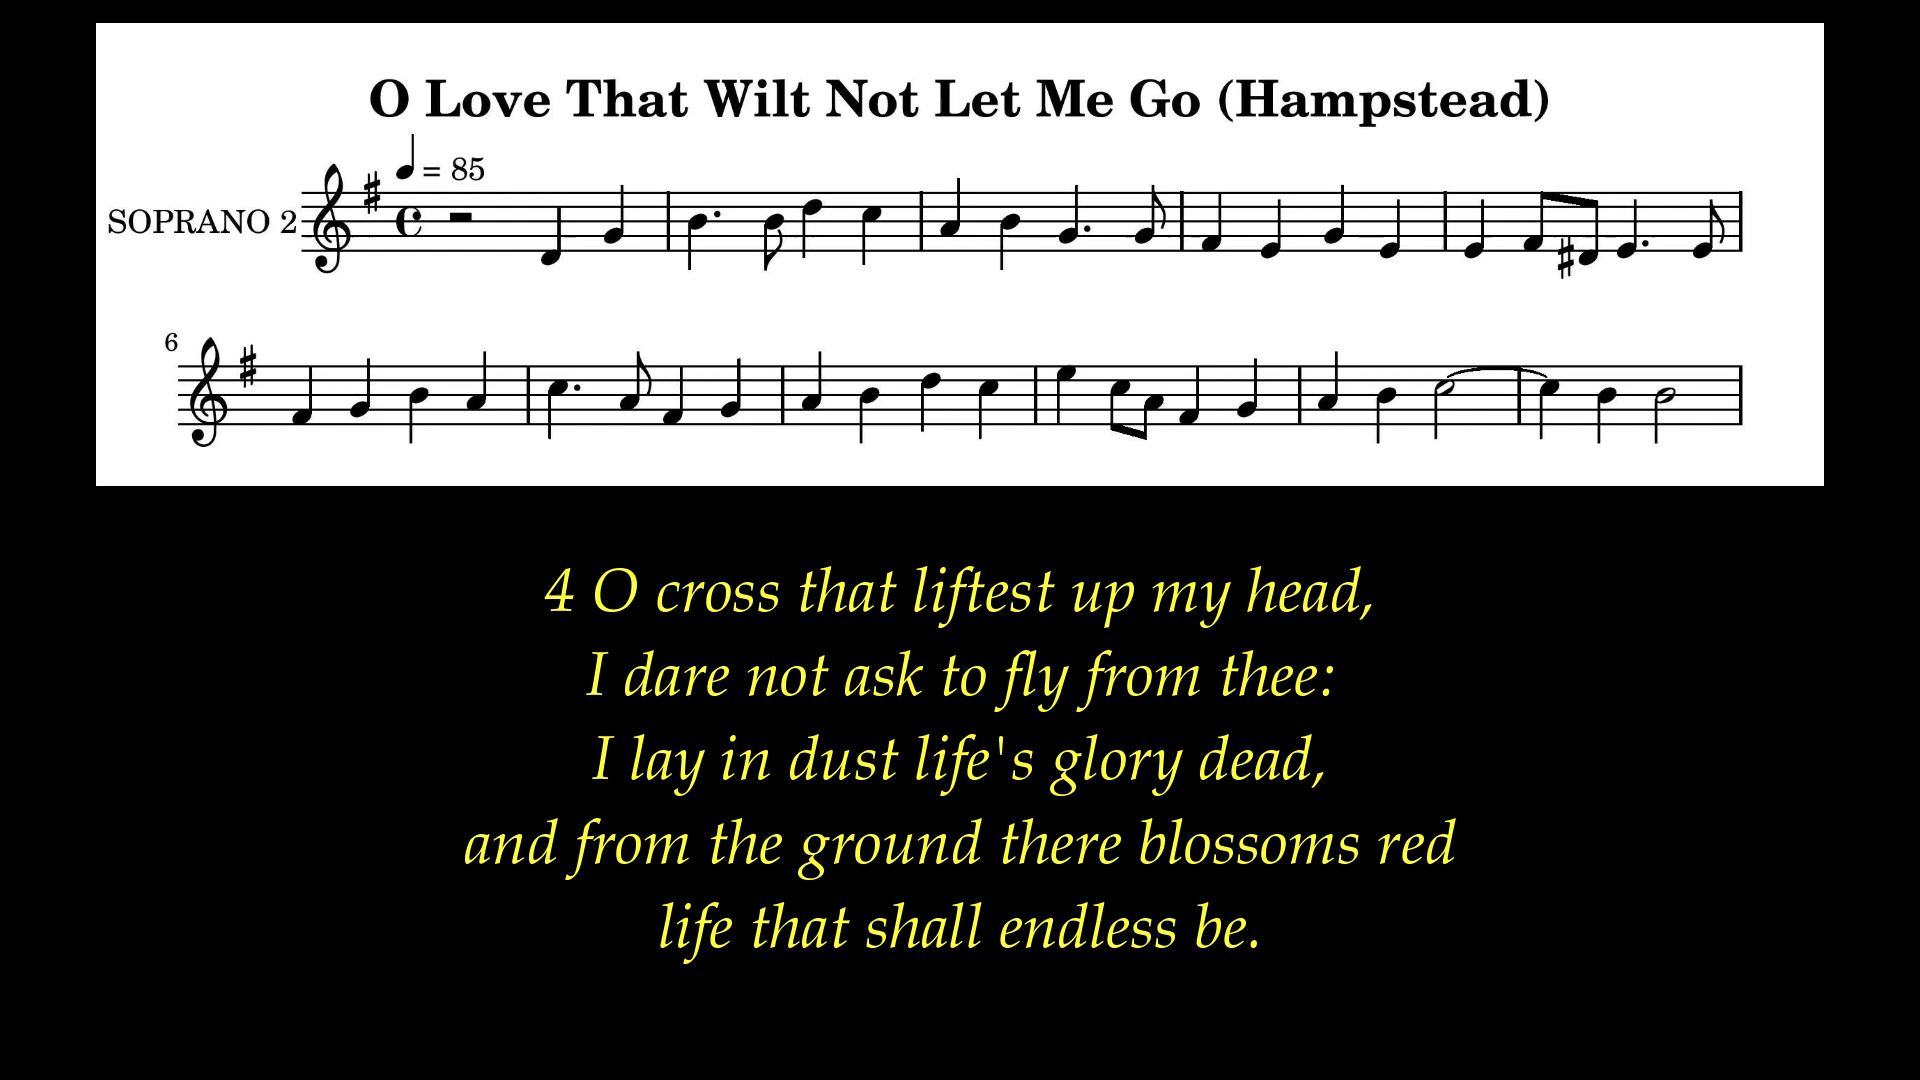 O Love That Wilt Not Let Me Go (Hampstead)
= 85
SOPRANO 2
6
4 O cross that liftest up my head,
I dare not ask to fly from thee:
I lay in dust life's glory dead,
and from the ground there blossoms red
life that shall endless be.